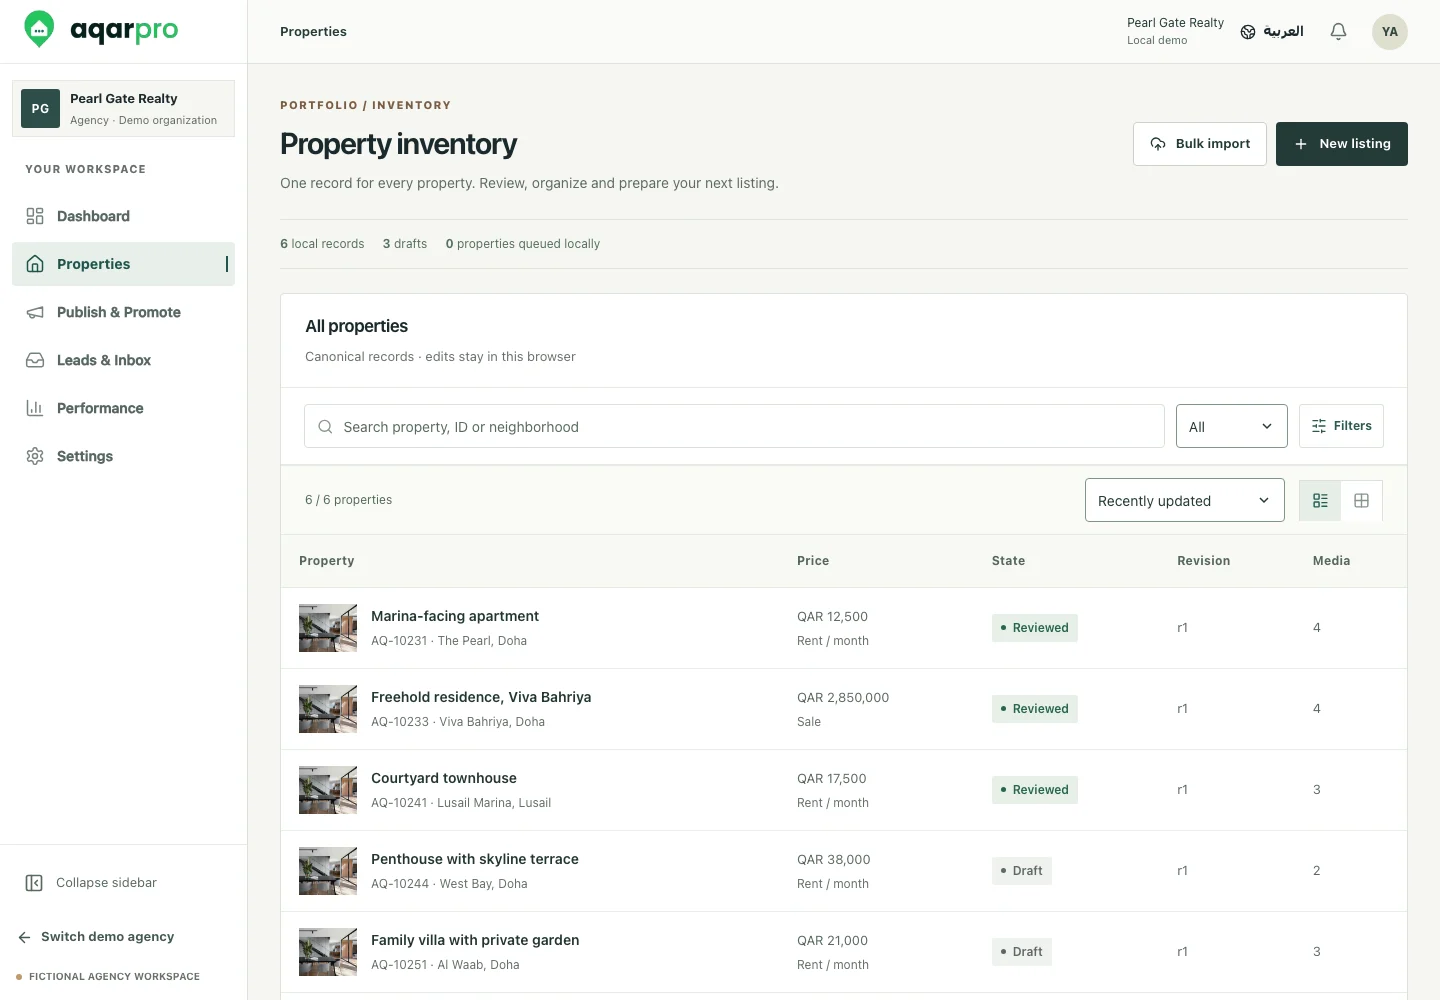 aqarpro
Properties
Pearl Gate Realty
Local demo
العربية
YA
PG
Pearl Gate Realty
Agency · Demo organization
YOUR WORKSPACE
Dashboard
Properties
Publish & Promote
Leads & Inbox
Performance
Settings
Collapse sidebar
Switch demo agency
FICTIONAL AGENCY WORKSPACE
PORTFOLIO / INVENTORY
Property inventory
One record for every property. Review, organize and prepare your next listing.
Bulk import
New listing
6 local records 3 drafts 0 properties queued locally
All properties
Canonical records · edits stay in this browser
Search property, ID or neighborhood
All
Filters
6 / 6 properties
Recently updated
Property Price State Revision Media
Marina-facing apartment
AQ-10231 · The Pearl, Doha
QAR 12,500
Rent / month
Reviewed
r1
4
Freehold residence, Viva Bahriya
AQ-10233 · Viva Bahriya, Doha
QAR 2,850,000
Sale
Reviewed
r1
4
Courtyard townhouse
AQ-10241 · Lusail Marina, Lusail
QAR 17,500
Rent / month
Reviewed
r1
3
Penthouse with skyline terrace
AQ-10244 · West Bay, Doha
QAR 38,000
Rent / month
Draft
r1
2
Family villa with private garden
AQ-10251 · Al Waab, Doha
QAR 21,000
Rent / month
Draft
r1
3